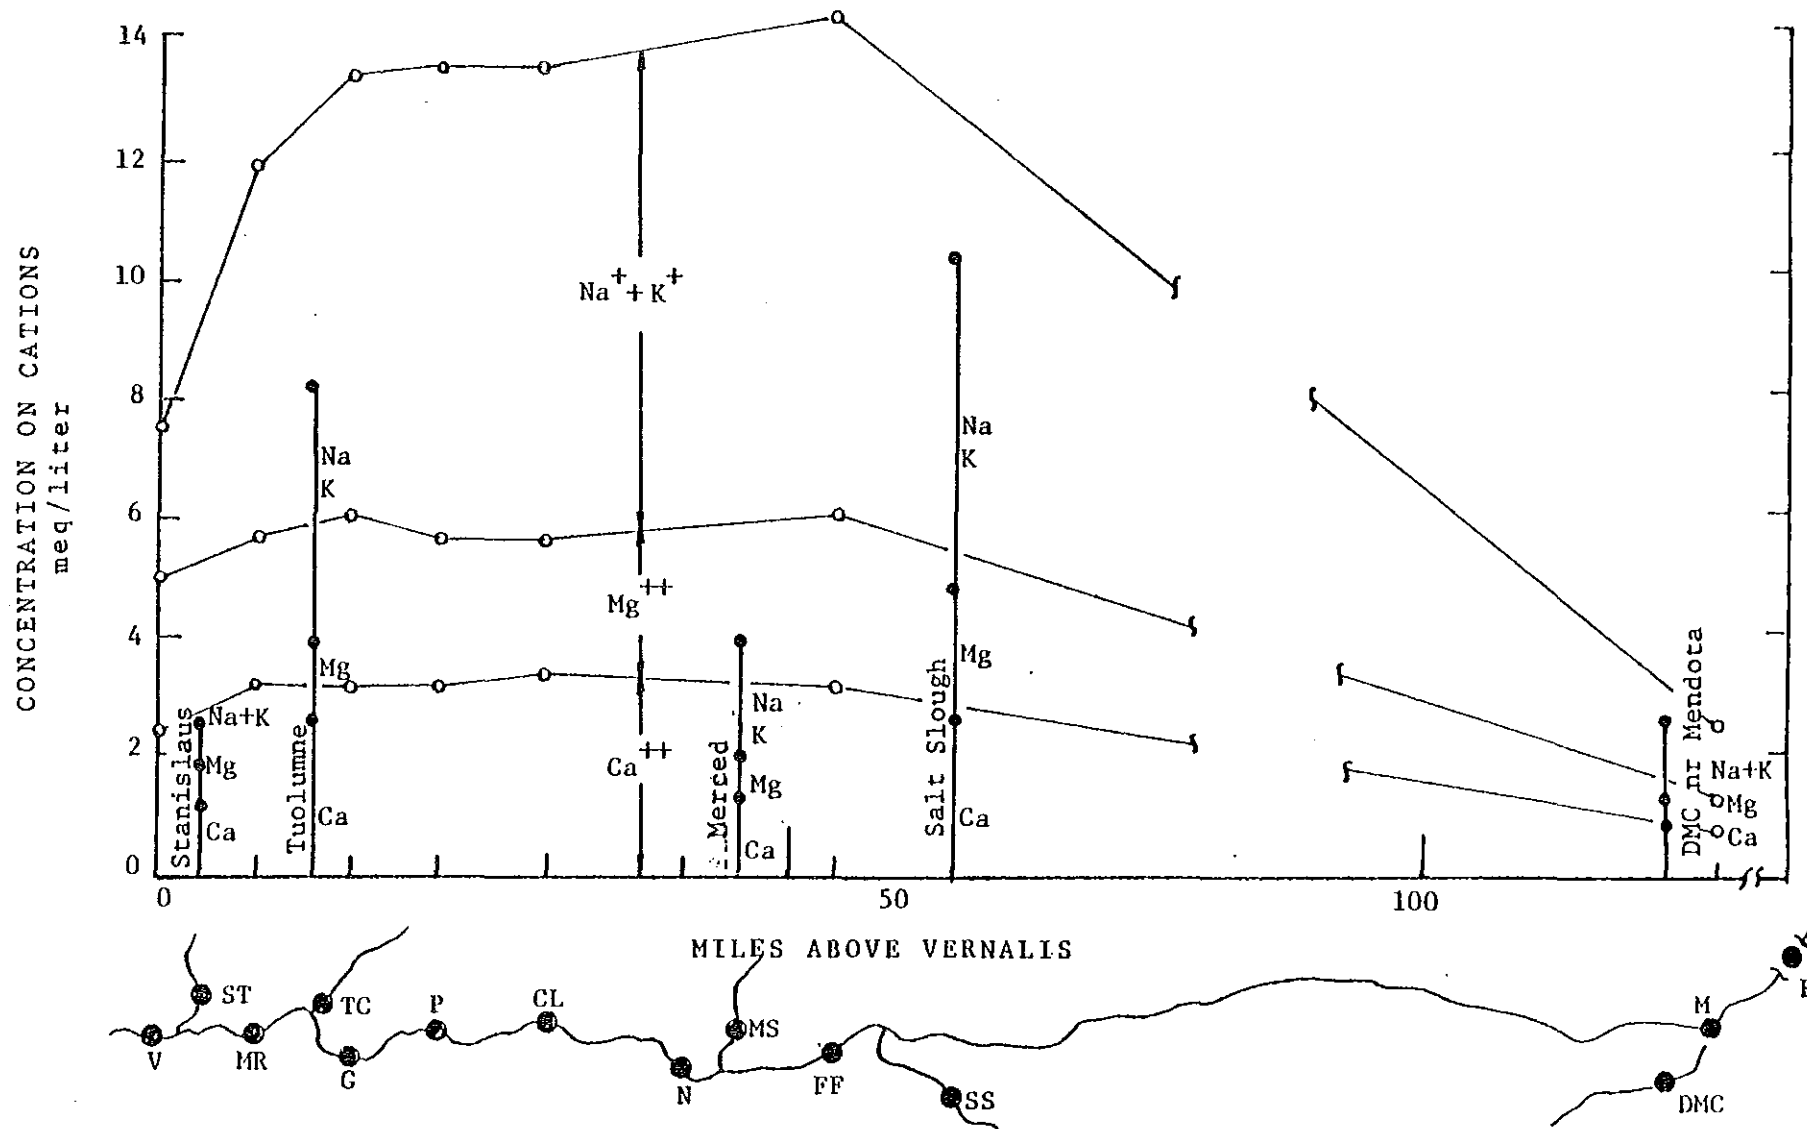 14
12
10
8
6
4
2
0
CONCENTRATION ON CATIONS
meq/liter
Na⁺ + K⁺
Mg⁺⁺
Ca⁺⁺
Stanislaus
Na+K
Mg
Ca
Tuolumne
Na
K
Mg
Ca
Merced
Na
K
Mg
Ca
Salt Slough
Na
K
Mg
Ca
DMC nr Mendota
Na+K
Mg
Ca
0
50
100
MILES ABOVE VERNALIS
ST
TC
P
CL
MS
M
V
MR
G
N
FF
SS
DMC